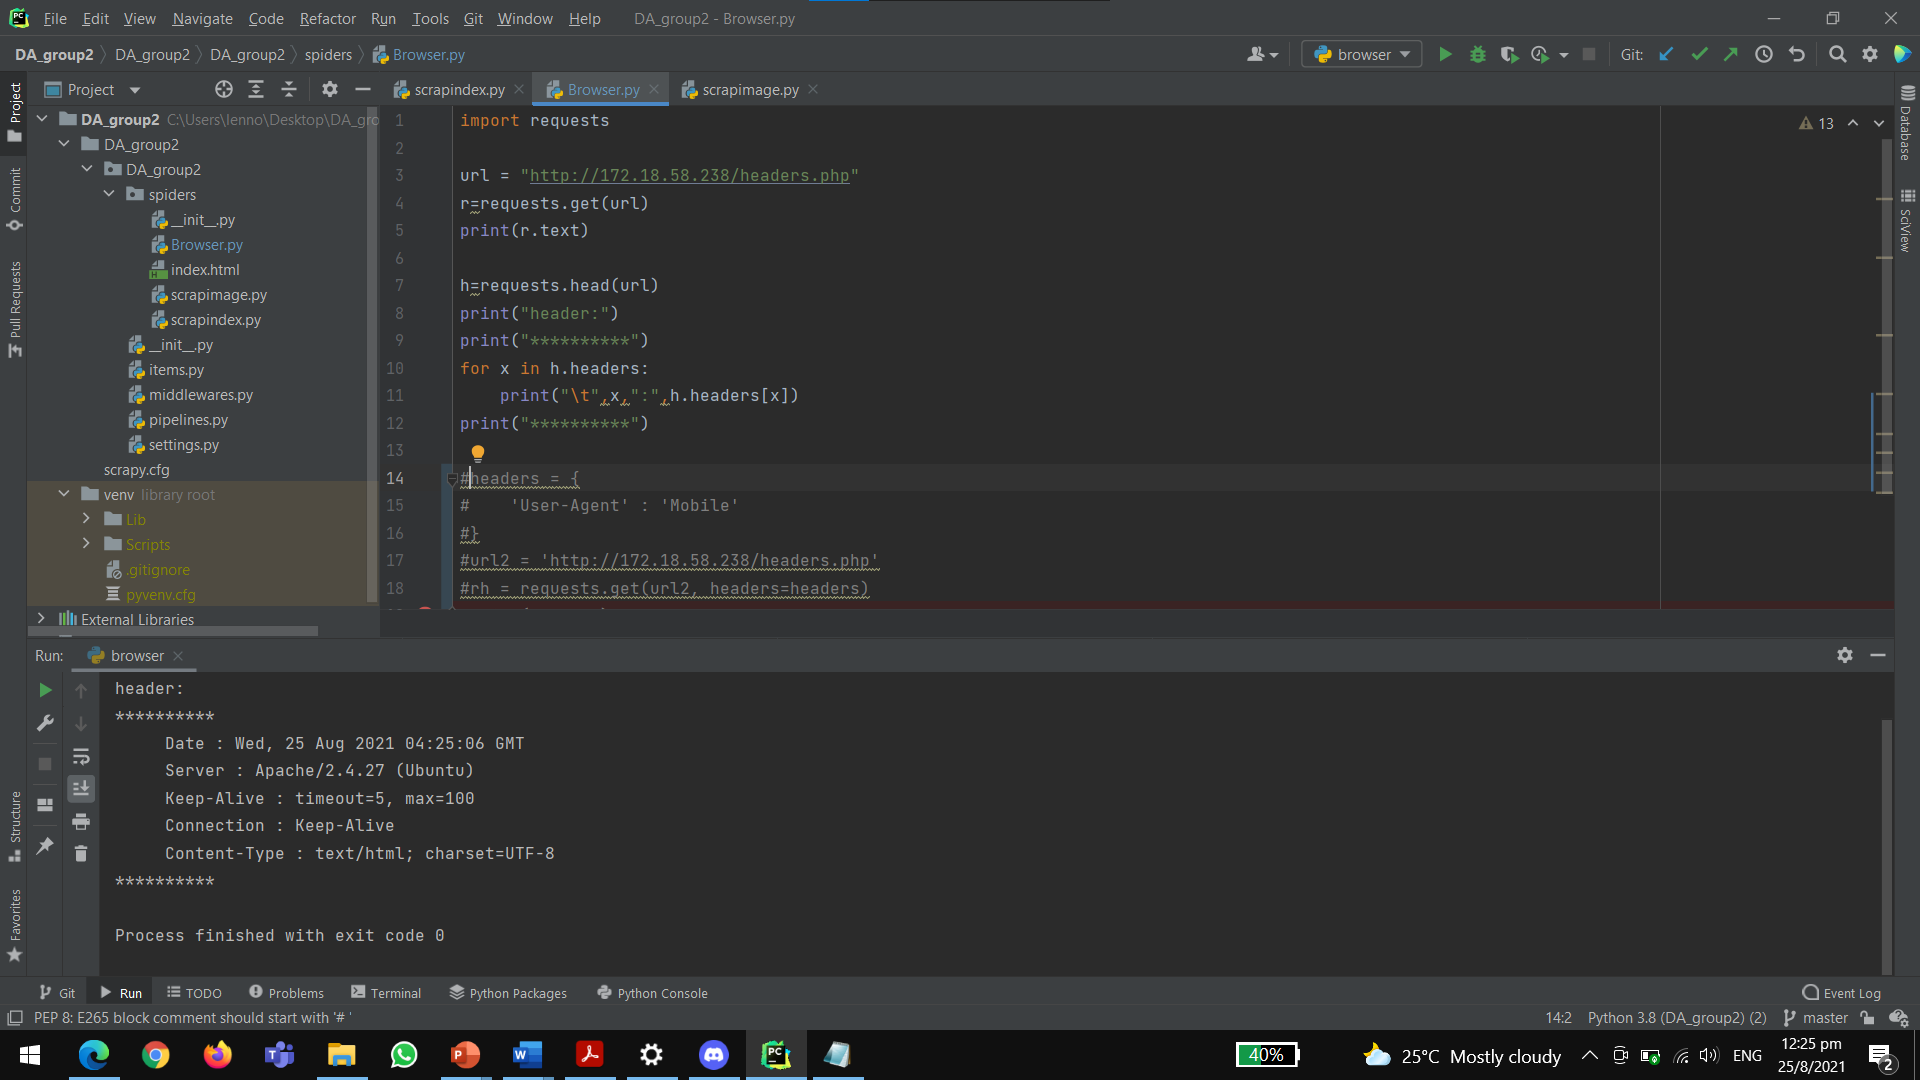 File Edit View Navigate Code Refactor Run Tools Git Window Help DA_group2 - Browser.py
DA_group2 DA_group2 DA_group2 spiders Browser.py browser Git:
Project scrapindex.py Browser.py scrapimage.py
DA_group2 C:\Users\lenno\Desktop\DA_gro
DA_group2
DA_group2
spiders
__init__.py
Browser.py
index.html
scrapimage.py
scrapindex.py
__init__.py
items.py
middlewares.py
pipelines.py
settings.py
scrapy.cfg
venv library root
Lib
Scripts
.gitignore
pyvenv.cfg
External Libraries
Project
Commit
Pull Requests
Structure
Favorites
13
1 import requests
2
3 url = "http://172.18.58.238/headers.php"
4 r=requests.get(url)
5 print(r.text)
6
7 h=requests.head(url)
8 print("header:")
9 print("**********")
10 for x in h.headers:
11     print("\t",x,":",h.headers[x])
12 print("**********")
13
14 #headers = {
15 #    'User-Agent' : 'Mobile'
16 #}
17 #url2 = 'http://172.18.58.238/headers.php'
18 #rh = requests.get(url2, headers=headers)
Database
SciView
Run: browser
header:
**********
Date : Wed, 25 Aug 2021 04:25:06 GMT
Server : Apache/2.4.27 (Ubuntu)
Keep-Alive : timeout=5, max=100
Connection : Keep-Alive
Content-Type : text/html; charset=UTF-8
**********
Process finished with exit code 0
Git Run TODO Problems Terminal Python Packages Python Console Event Log
PEP 8: E265 block comment should start with '# ' 14:2 Python 3.8 (DA_group2) (2) master
40% 25°C Mostly cloudy ENG 12:25 pm
25/8/2021 2